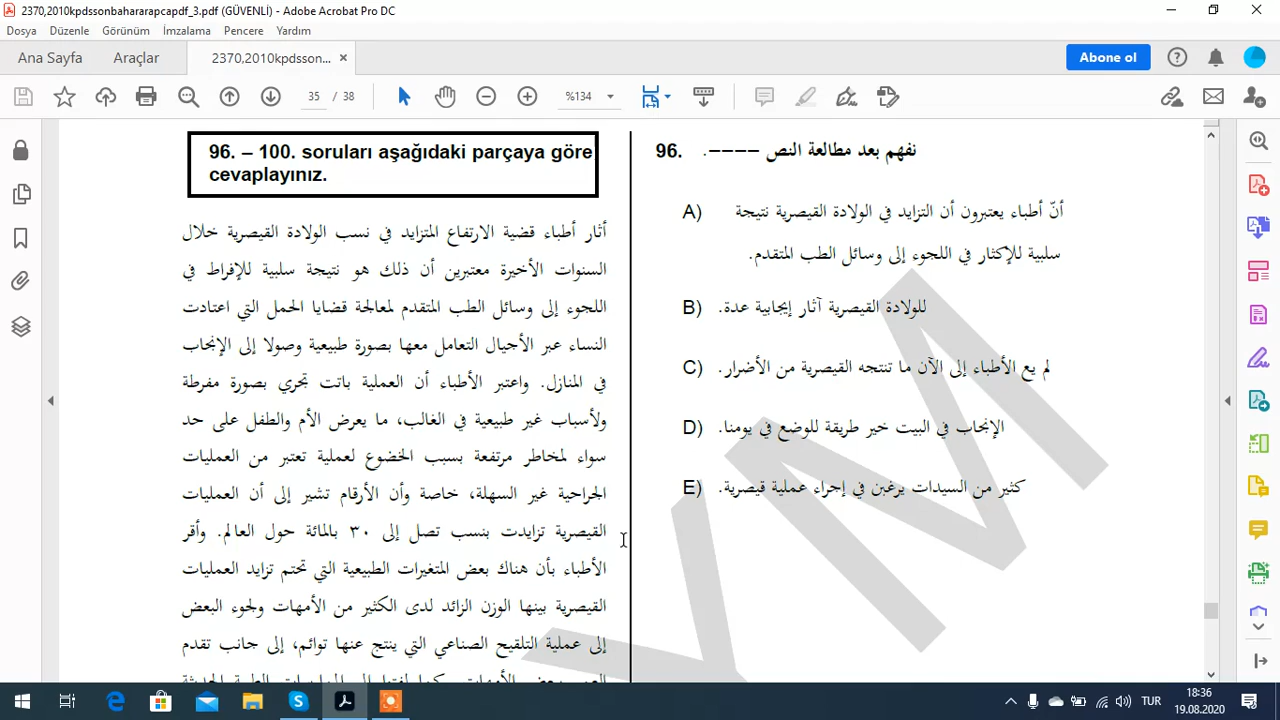 2370,2010kpdssonbahararapcapdf_3.pdf (GÜVENLİ) - Adobe Acrobat Pro DC
Dosya Düzenle Görünüm İmzalama Pencere Yardım
Ana Sayfa Araçlar 2370,2010kpdsson... × Abone ol
35 / 38 %134
96. – 100. soruları aşağıdaki parçaya göre
cevaplayınız.
أثار أطباء قضية الارتفاع المتزايد في نسب الولادة القيصرية خلال
السنوات الأخيرة معتبرين أن ذلك هو نتيجة سلبية للإفراط في
اللجوء إلى وسائل الطب المتقدم لمعالجة قضايا الحمل التي اعتادت
النساء عبر الأجيال التعامل معها بصورة طبيعية وصولا إلى الإنجاب
في المنازل. واعتبر الأطباء أن العملية باتت تجري بصورة مفرطة
ولأسباب غير طبيعية في الغالب، ما يعرض الأم والطفل على حد
سواء لمخاطر مرتفعة بسبب الخضوع لعملية تعتبر من العمليات
الجراحية غير السهلة، خاصة وأن الأرقام تشير إلى أن العمليات
القيصرية تزايدت بنسب تصل إلى ٣٠ بالمائة حول العالم. وأقر
الأطباء بأن هناك بعض المتغيرات الطبيعية التي تحتم تزايد العمليات
القيصرية بينها الوزن الزائد لدى الكثير من الأمهات ولجوء البعض
إلى عملية التلقيح الصناعي التي ينتج عنها توائم، إلى جانب تقدم
96. نفهم بعد مطالعة النص ----.
A) أنّ أطباء يعتبرون أن التزايد في الولادة القيصرية نتيجة
سلبية للإكثار في اللجوء إلى وسائل الطب المتقدم.
B) للولادة القيصرية آثار إيجابية عدة.
C) لم يع الأطباء إلى الآن ما تنتجه القيصرية من الأضرار.
D) الإنجاب في البيت خير طريقة للوضع في يومنا.
E) كثير من السيدات يرغبن في إجراء عملية قيصرية.
TUR 18:36
19.08.2020